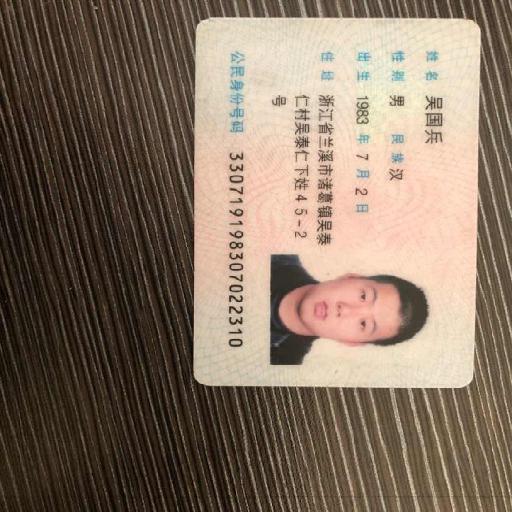 姓名 吴国兵
性别 男 民族 汉
出生 1983 年 7 月 2 日
住址 浙江省兰溪市诸葛镇吴泰
仁村吴泰仁下姓45-2
号
公民身份号码 330719198307022310